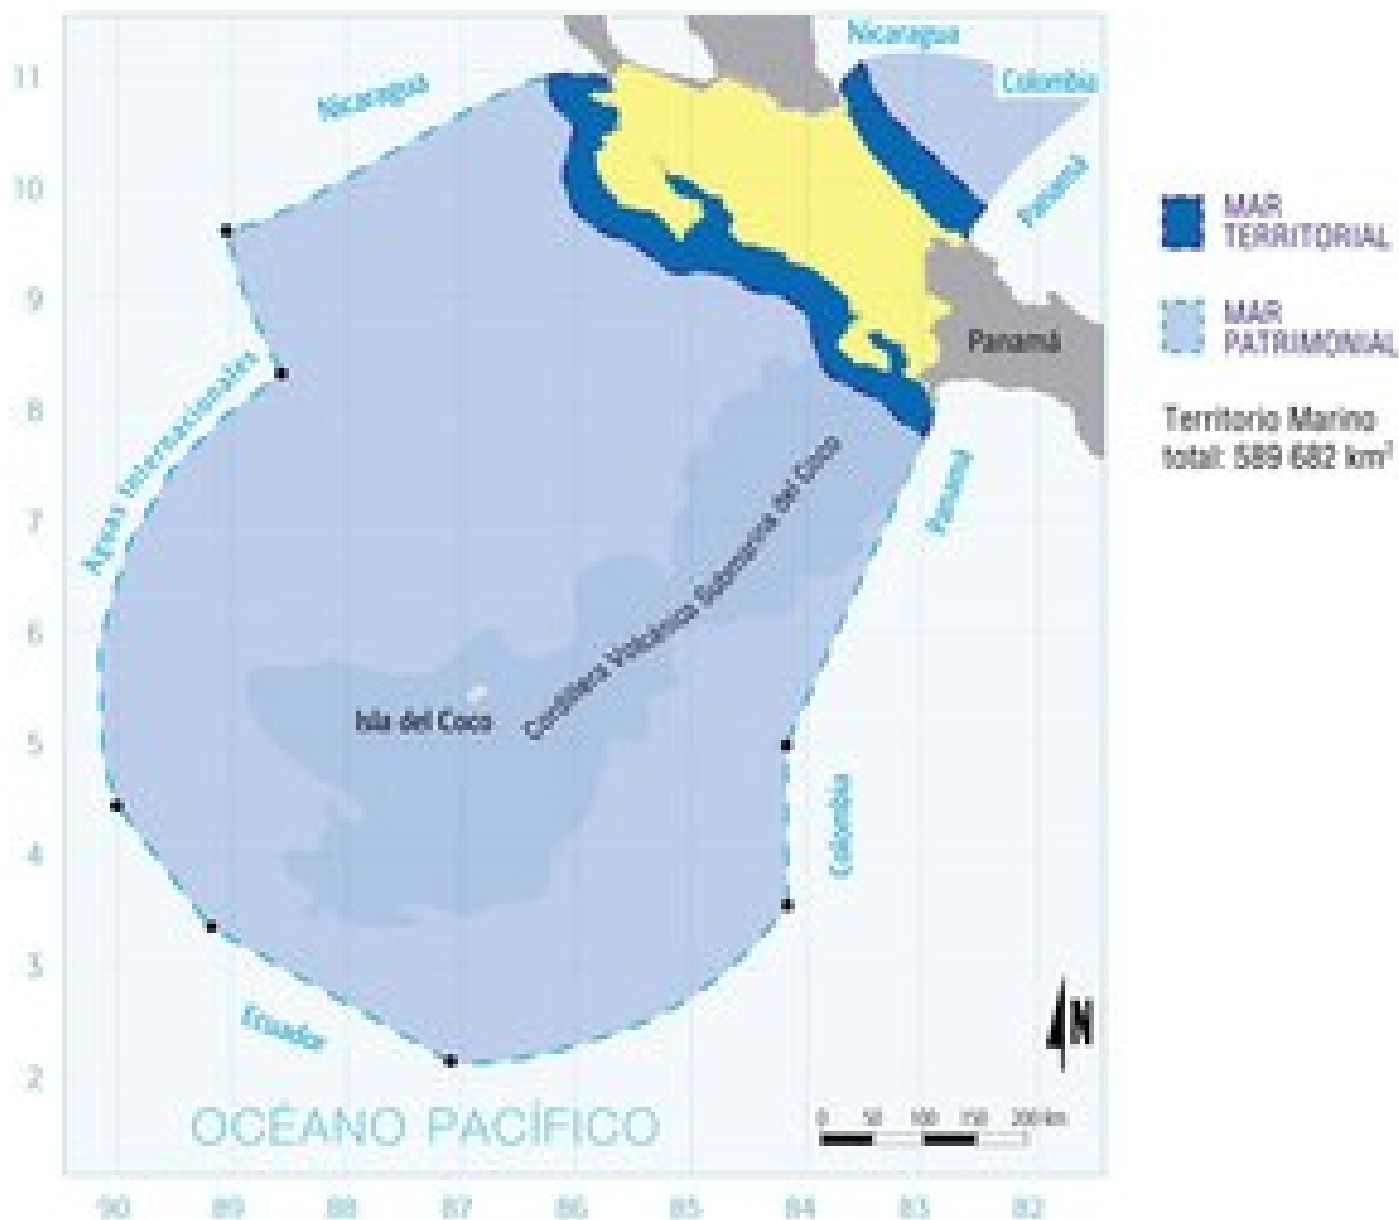 Nicaragua
Colombia
Panamá
Nicaragua
11
10
9
8
7
6
5
4
3
2
MAR
TERRITORIAL
MAR
PATRIMONIAL
Territorio Marino
total: 589 682 km²
Panamá
Aguas Internacionales
Panamá
Cordillera Volcanica Submarina del Coco
Isla del Coco
Colombia
Ecuador
N
OCÉANO PACÍFICO
0 50 100 150 200 km
90 89 88 87 86 85 84 83 82